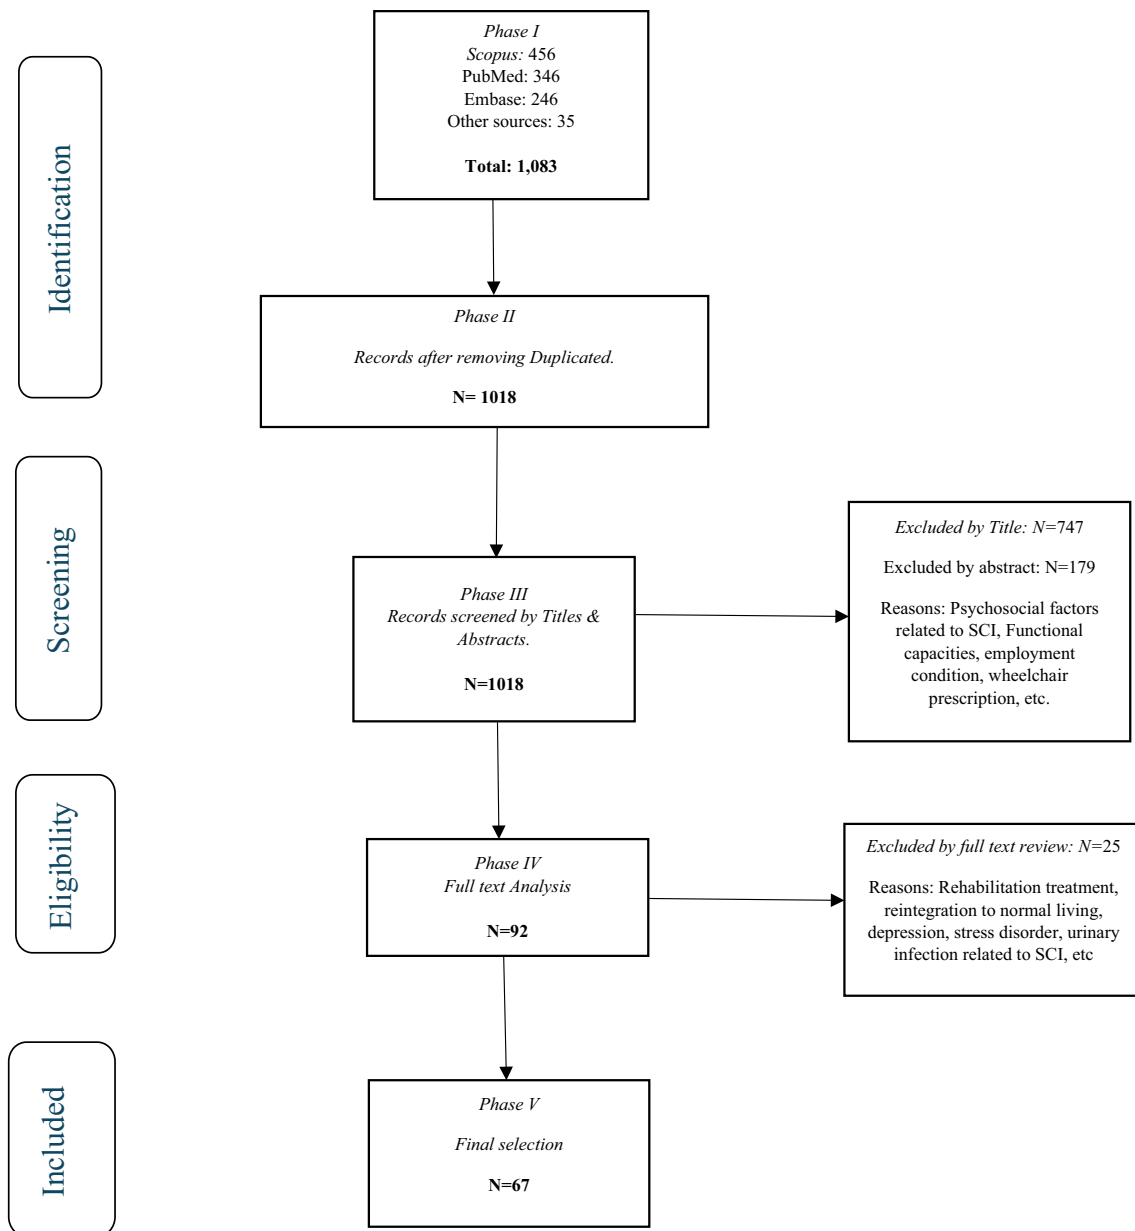 Identification
Phase I
Scopus: 456
PubMed: 346
Embase: 246
Other sources: 35
Total: 1,083
Phase II
Records after removing Duplicated.
N= 1018
Screening
Phase III
Records screened by Titles &
Abstracts.
N=1018
Excluded by Title: N=747
Excluded by abstract: N=179
Reasons: Psychosocial factors
related to SCI, Functional
capacities, employment
condition, wheelchair
prescription, etc.
Eligibility
Phase IV
Full text Analysis
N=92
Excluded by full text review: N=25
Reasons: Rehabilitation treatment,
reintegration to normal living,
depression, stress disorder, urinary
infection related to SCI, etc
Included
Phase V
Final selection
N=67